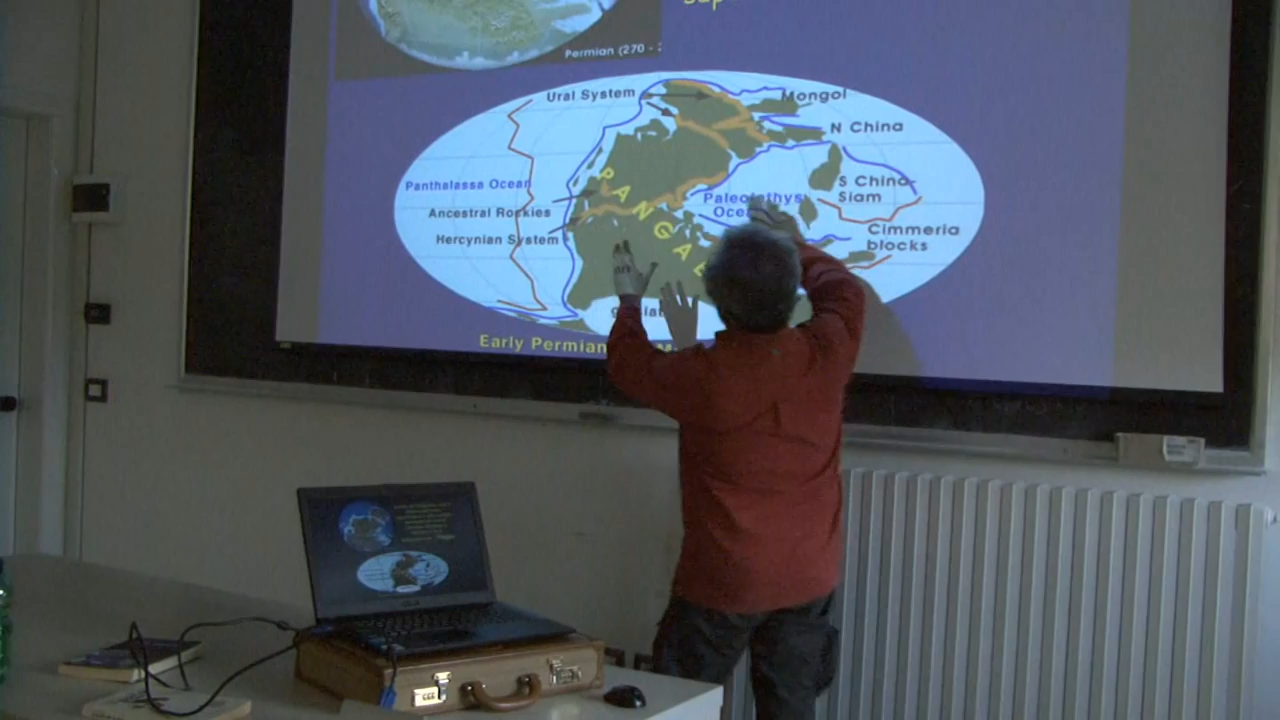 Permian (270 -
Ural System
Mongol
N China
Panthalassa Ocean
S China-
Siam
Paleotethys
Ancestral Rockies
Hercynian System
Cimmeria
blocks
PANGAE
Early Permian